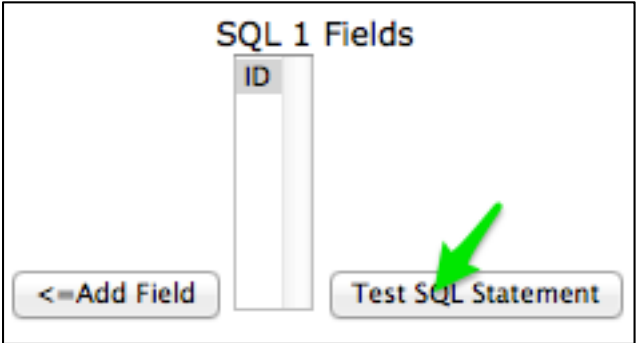 SQL 1 Fields
ID
<=Add Field
Test SQL Statement